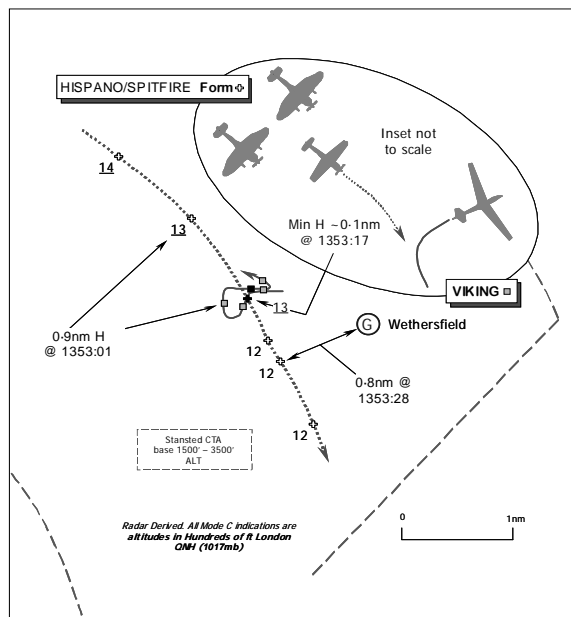 HISPANO/SPITFIRE Form
Inset not
to scale
14
13
Min H ~0·1nm
@ 1353:17
VIKING
13
0·9nm H
@ 1353:01
G Wethersfield
12
12
0·8nm @
1353:28
12
Stansted CTA
base 1500' – 3500'
ALT
Radar Derived. All Mode C indications are
altitudes in Hundreds of ft London
QNH (1017mb)
0
1nm